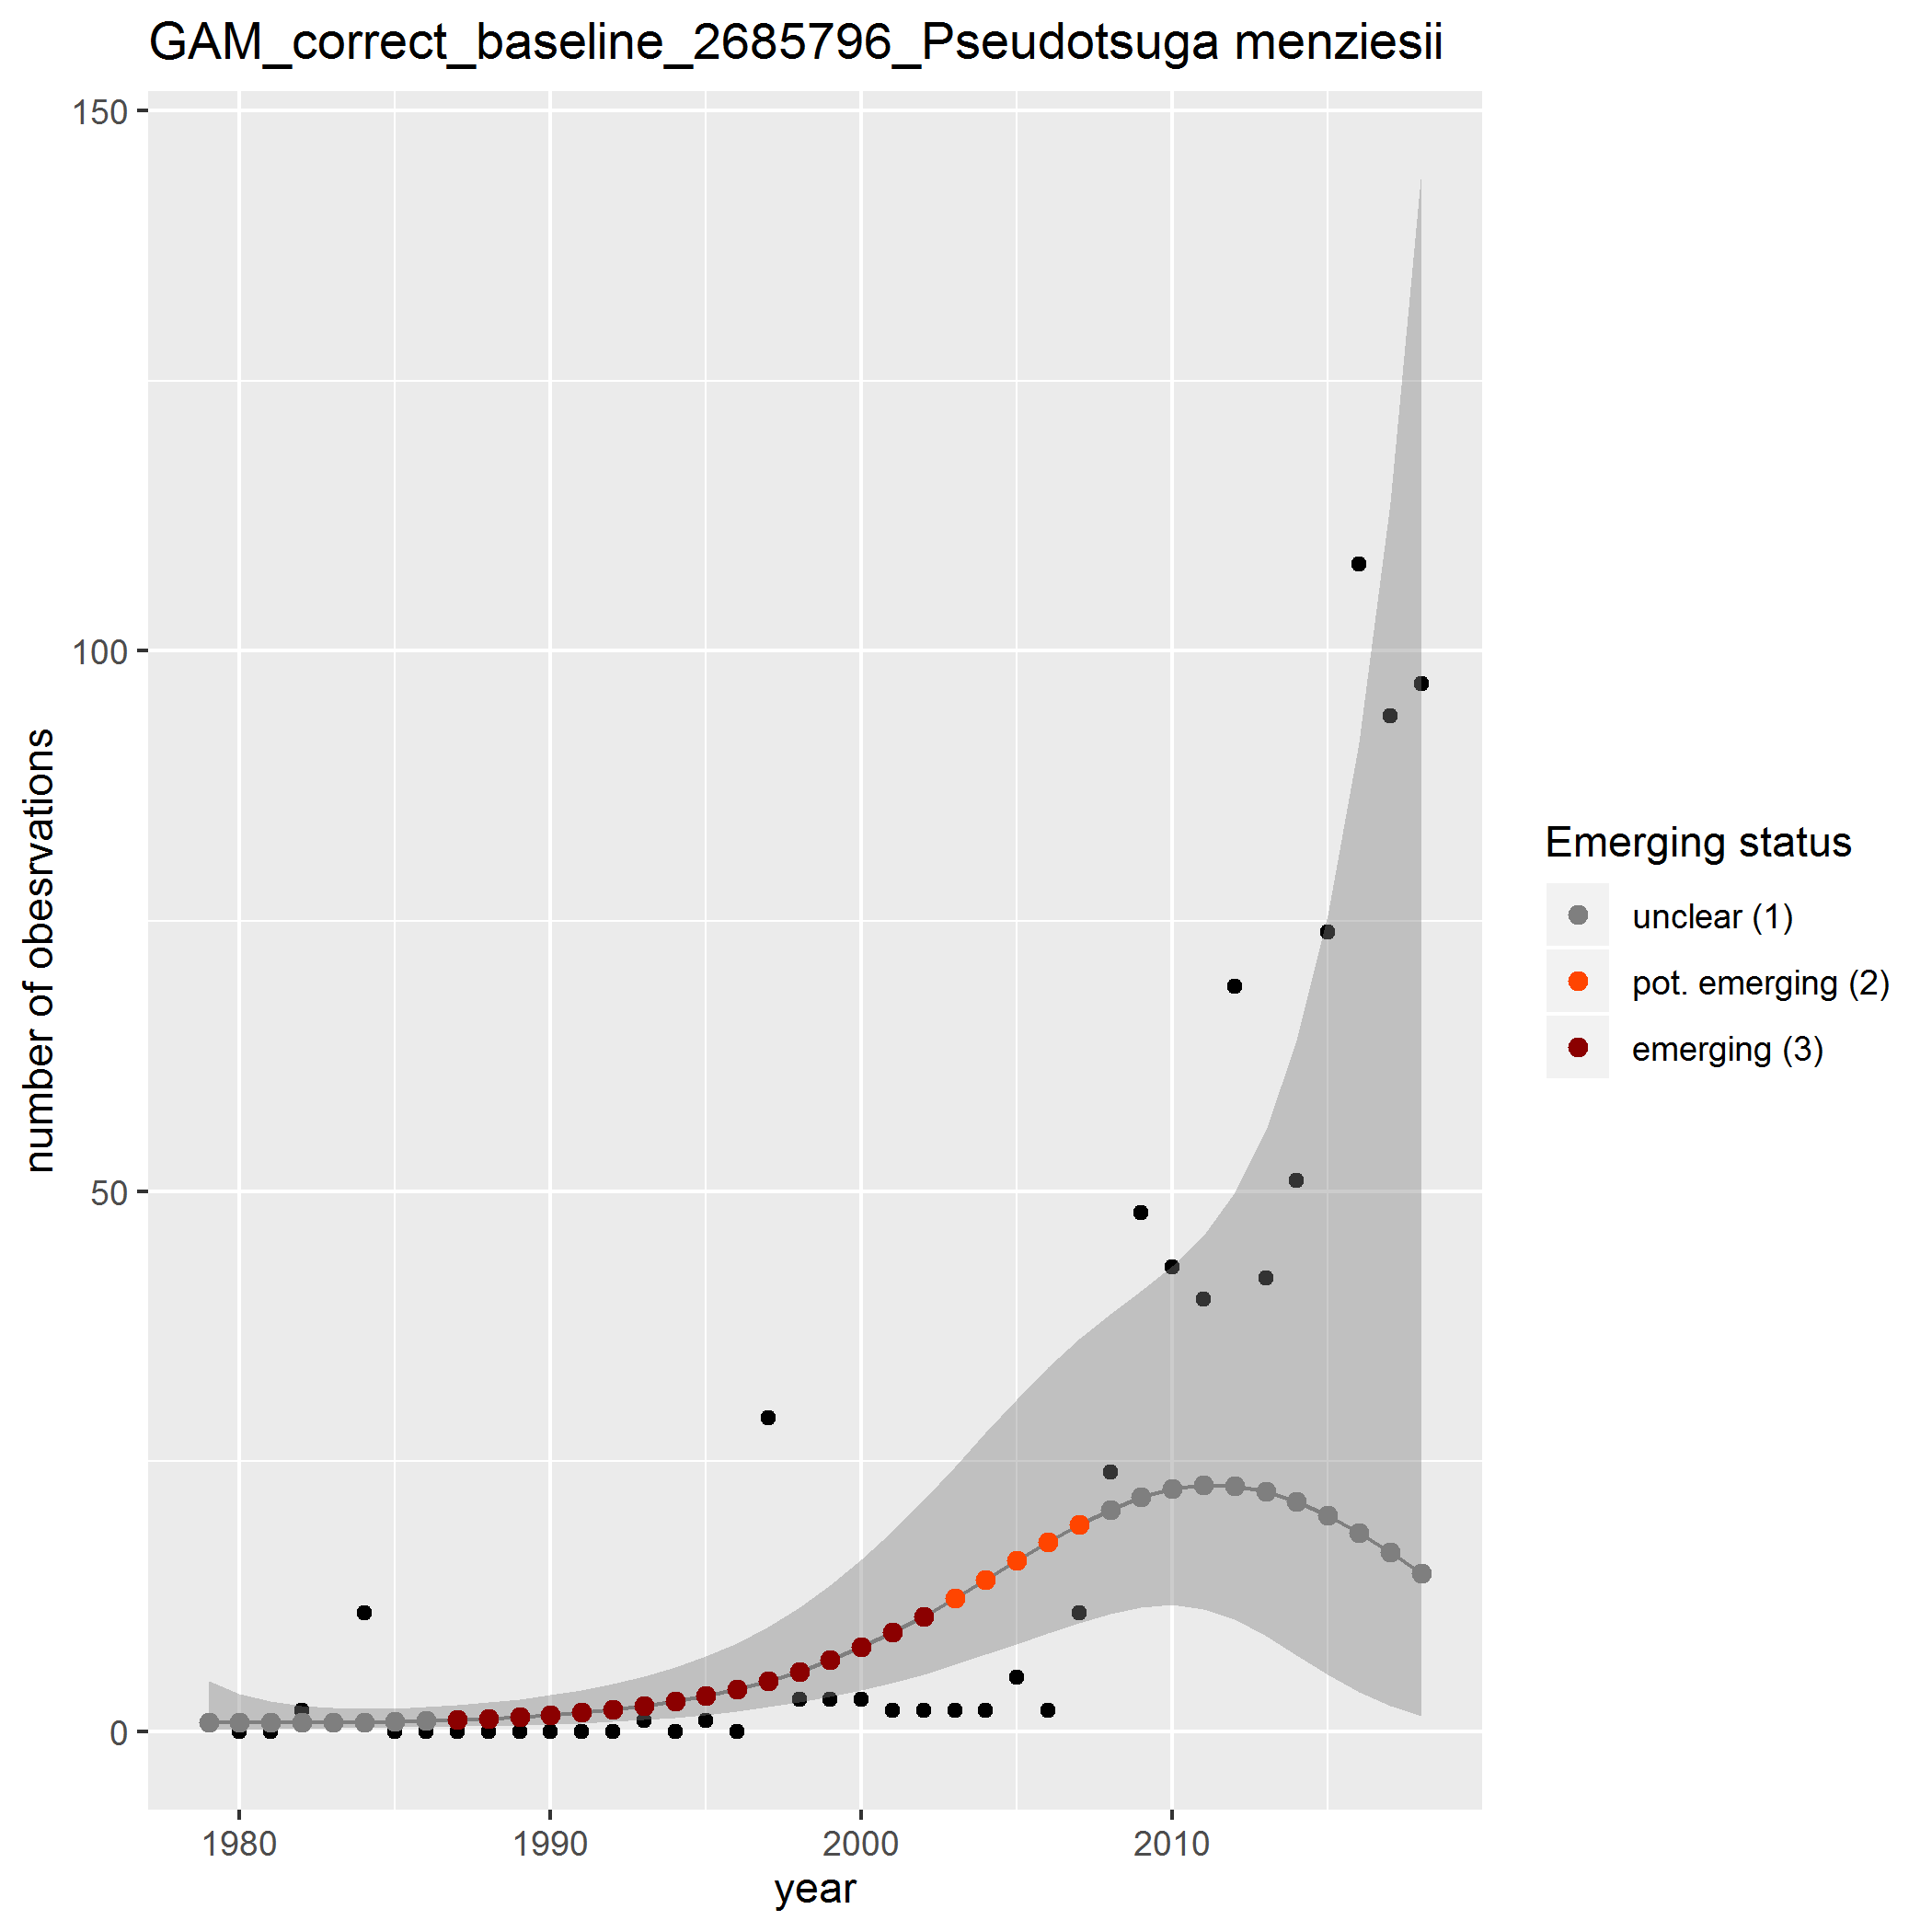 GAM_correct_baseline_2685796_Pseudotsuga menziesii
150
100
50
0
number of obesrvations
1980
1990
2000
2010
year
Emerging status
unclear (1)
pot. emerging (2)
emerging (3)